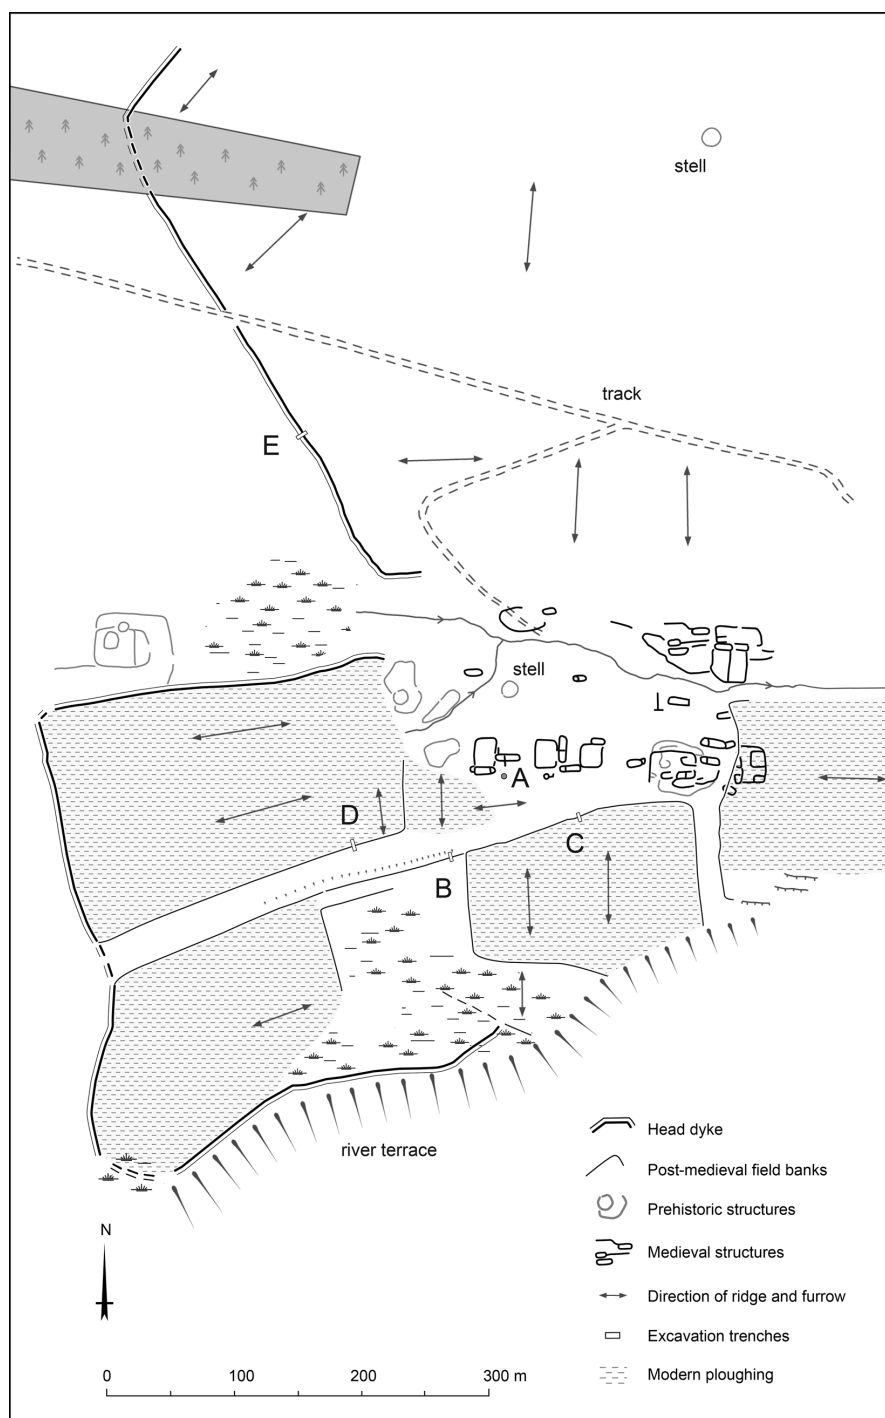 stell
track
E
stell
A
D
C
B
river terrace
Head dyke
Post-medieval field banks
Prehistoric structures
Medieval structures
Direction of ridge and furrow
Excavation trenches
Modern ploughing
N
0 100 200 300 m